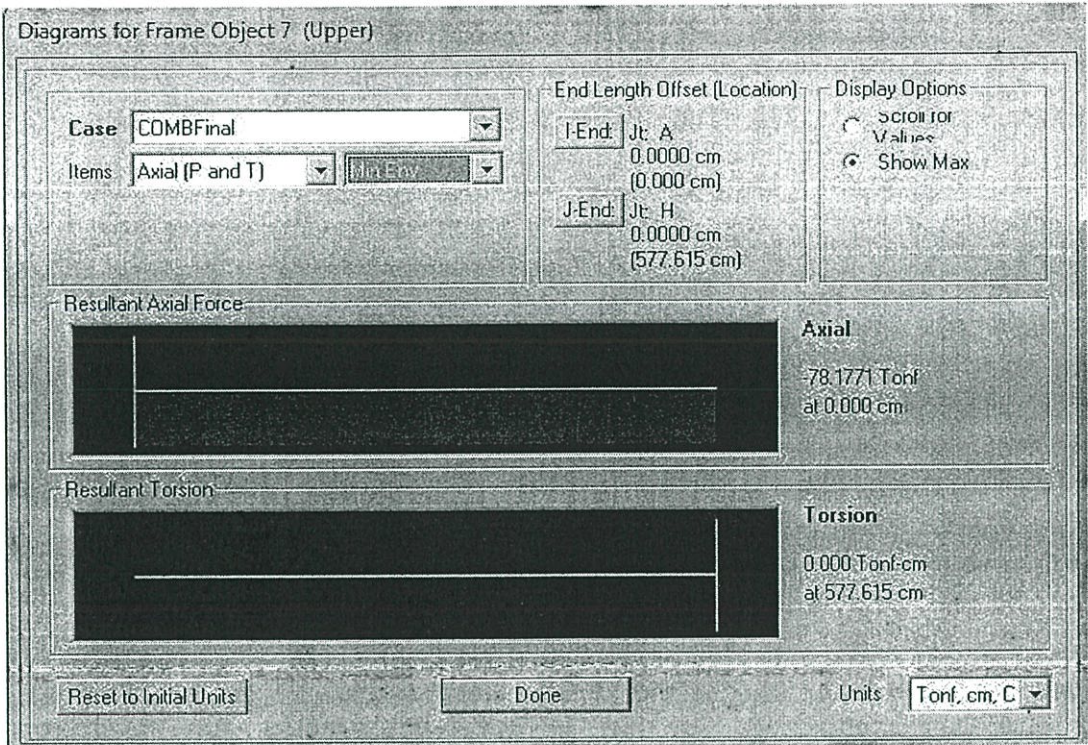 Diagrams for Frame Object 7 (Upper)
Case COMBFinal
Items Axial (P and T) Min Env
End Length Offset (Location)
I-End: Jt: A
0.0000 cm
(0.000 cm)
J-End: Jt: H
0.0000 cm
(577.615 cm)
Display Options
Scroll for
Values
Show Max
Resultant Axial Force
Axial
-78.1771 Tonf
at 0.000 cm
Resultant Torsion
Torsion
0.000 Tonf-cm
at 577.615 cm
Reset to Initial Units
Done
Units Tonf, cm, C